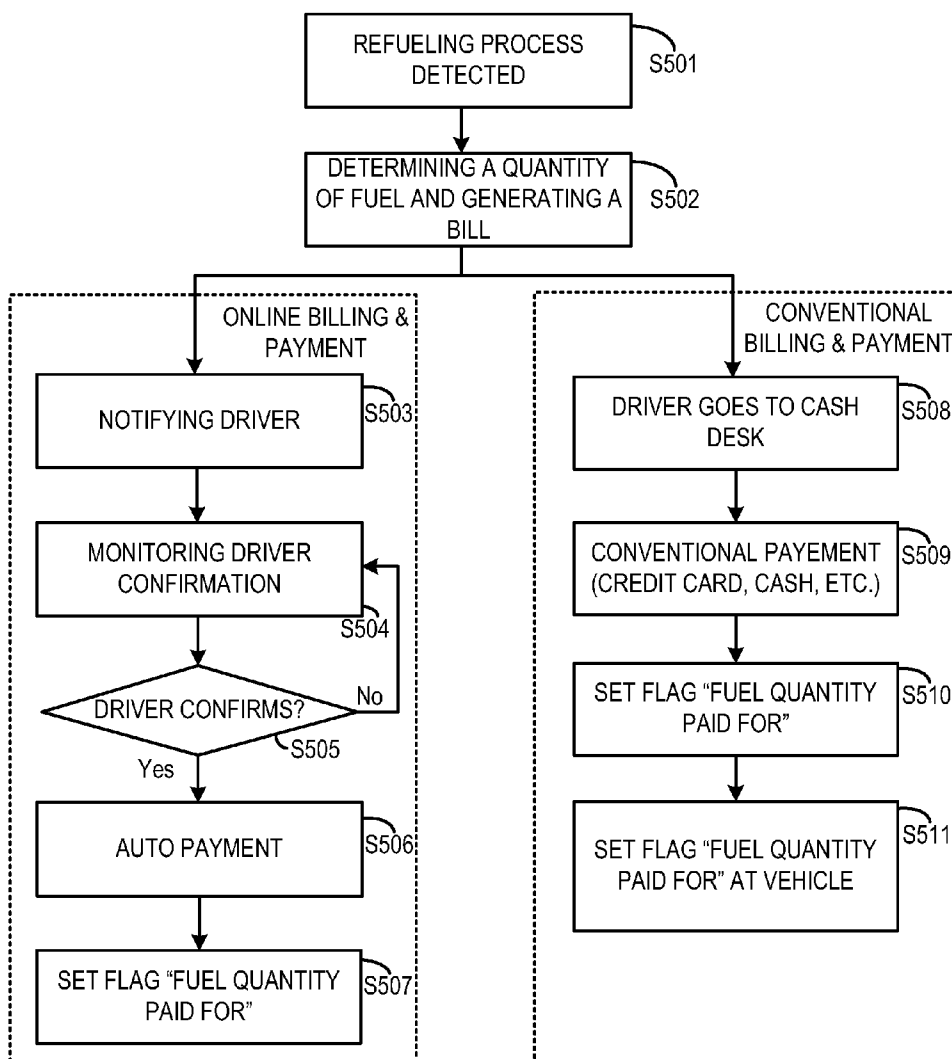 REFUELING PROCESS
DETECTED
S501
DETERMINING A QUANTITY
OF FUEL AND GENERATING A
BILL
S502
ONLINE BILLING &
PAYMENT
NOTIFYING DRIVER
S503
MONITORING DRIVER
CONFIRMATION
S504
DRIVER CONFIRMS?
No
S505
Yes
AUTO PAYMENT
S506
SET FLAG “FUEL QUANTITY
PAID FOR”
S507
CONVENTIONAL
BILLING & PAYMENT
DRIVER GOES TO CASH
DESK
S508
CONVENTIONAL PAYEMENT
(CREDIT CARD, CASH, ETC.)
S509
SET FLAG “FUEL QUANTITY
PAID FOR”
S510
SET FLAG “FUEL QUANTITY
PAID FOR” AT VEHICLE
S511